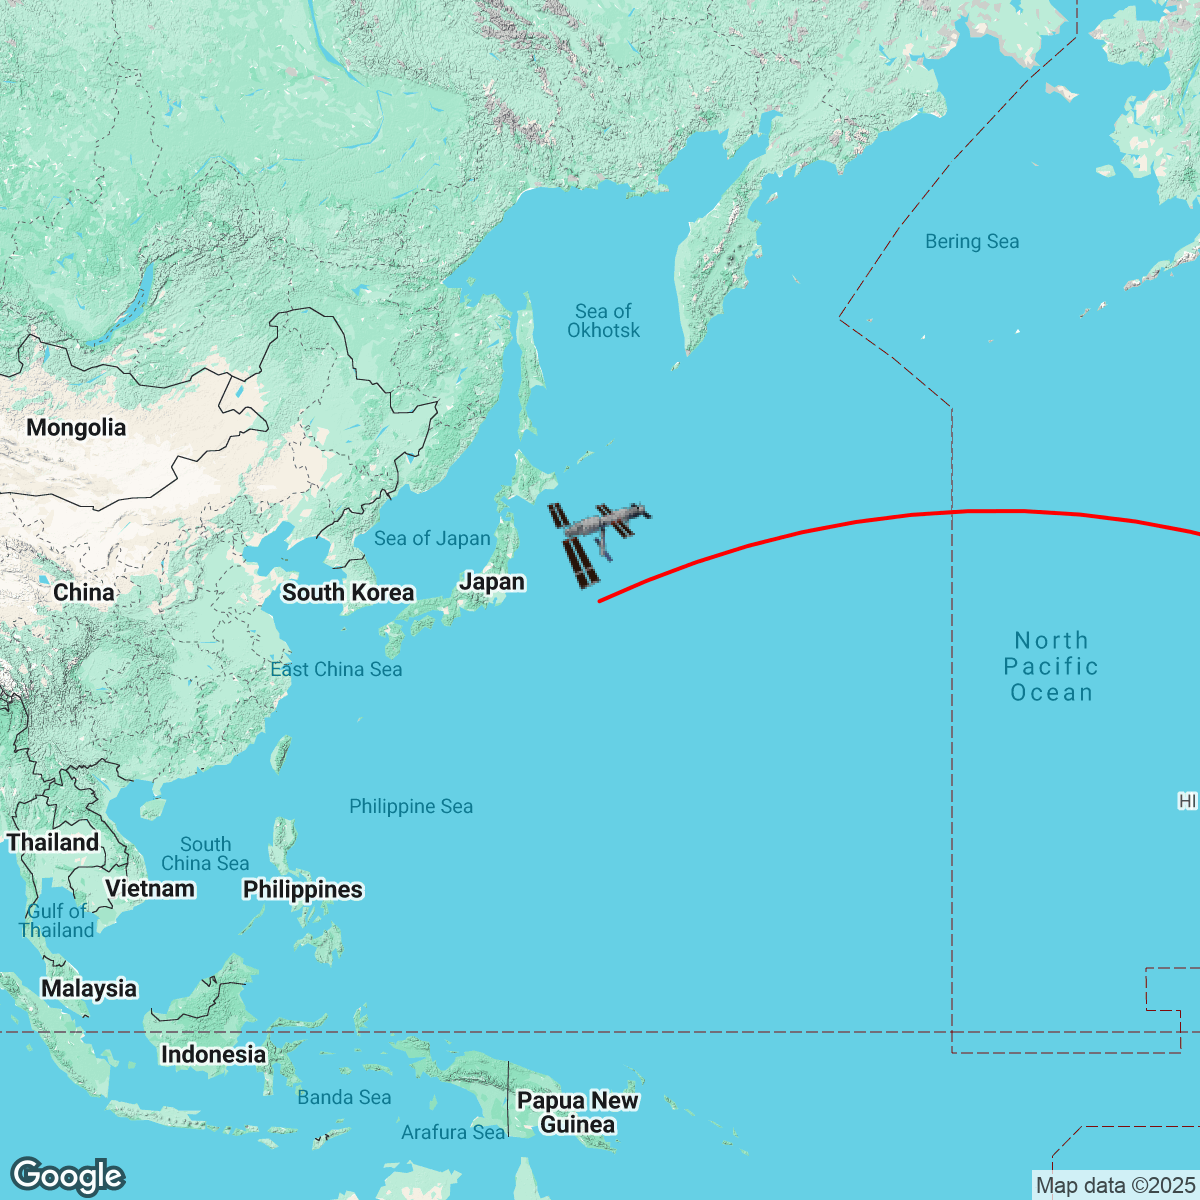 Bering Sea
Sea of
Okhotsk
Mongolia
Sea of Japan
Japan
China
South Korea
East China Sea
North
Pacific
Ocean
HI
Philippine Sea
Thailand
South
China Sea
Vietnam
Philippines
Gulf of
Thailand
Malaysia
Indonesia
Banda Sea
Papua New
Guinea
Arafura Sea
Google
Map data ©2025